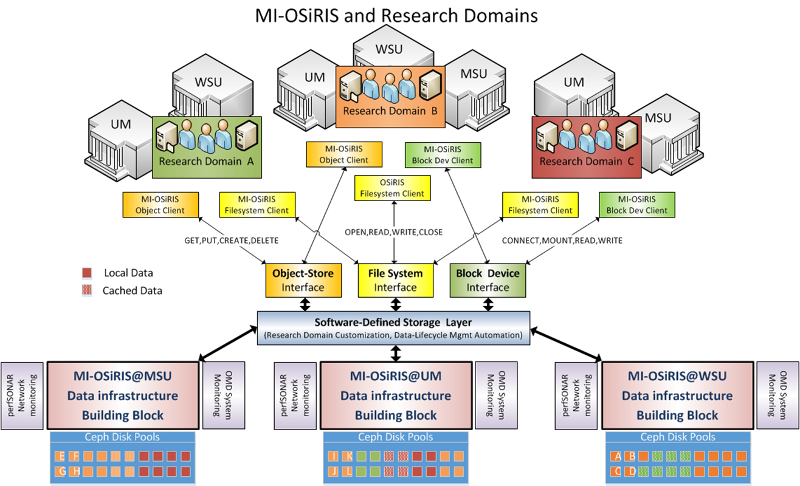 MI-OSiRIS and Research Domains
WSU
UM
MSU
WSU
UM
Research Domain B
UM
MSU
Research Domain A
Research Domain C
MI-OSiRIS
Object Client
MI-OSiRIS
Block Dev Client
OSiRIS
Filesystem Client
MI-OSiRIS
Object Client
MI-OSiRIS
Filesystem Client
MI-OSiRIS
Filesystem Client
MI-OSiRIS
Block Dev Client
GET,PUT,CREATE,DELETE
OPEN,READ,WRITE,CLOSE
CONNECT,MOUNT,READ,WRITE
Local Data
Cached Data
Object-Store
Interface
File System
Interface
Block Device
Interface
Software-Defined Storage Layer
(Research Domain Customization, Data-Lifecycle Mgmt Automation)
perfSONAR
Network
monitoring
MI-OSiRIS@MSU
Data infrastructure
Building Block
OMD System
Monitoring
Ceph Disk Pools
E F
G H
perfSONAR
Network
monitoring
MI-OSiRIS@UM
Data infrastructure
Building Block
OMD System
Monitoring
Ceph Disk Pools
I K
J L
perfSONAR
Network
monitoring
MI-OSiRIS@WSU
Data infrastructure
Building Block
OMD System
Monitoring
Ceph Disk Pools
A B
C D